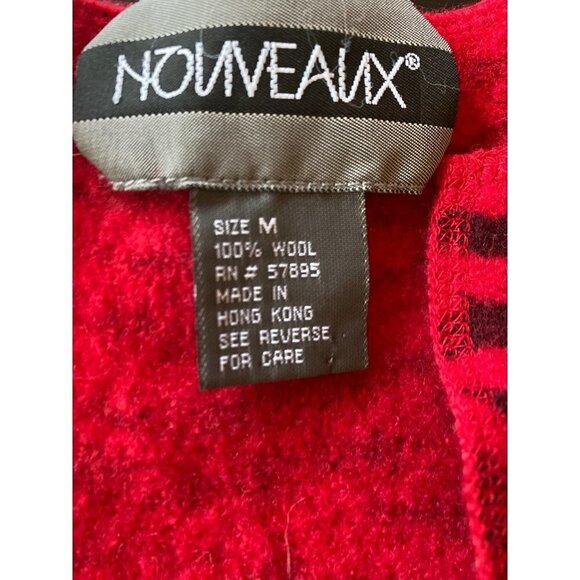 NOUVEAUX®
SIZE M
100% WOOL
RN # 57895
MADE IN
HONG KONG
SEE REVERSE
FOR CARE